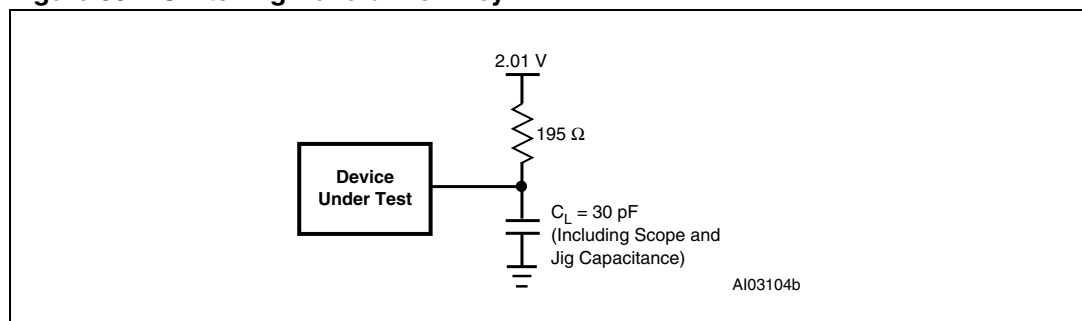 2.01 V
195 Ω
Device
Under Test
C_L = 30 pF
(Including Scope and
Jig Capacitance)
AI03104b